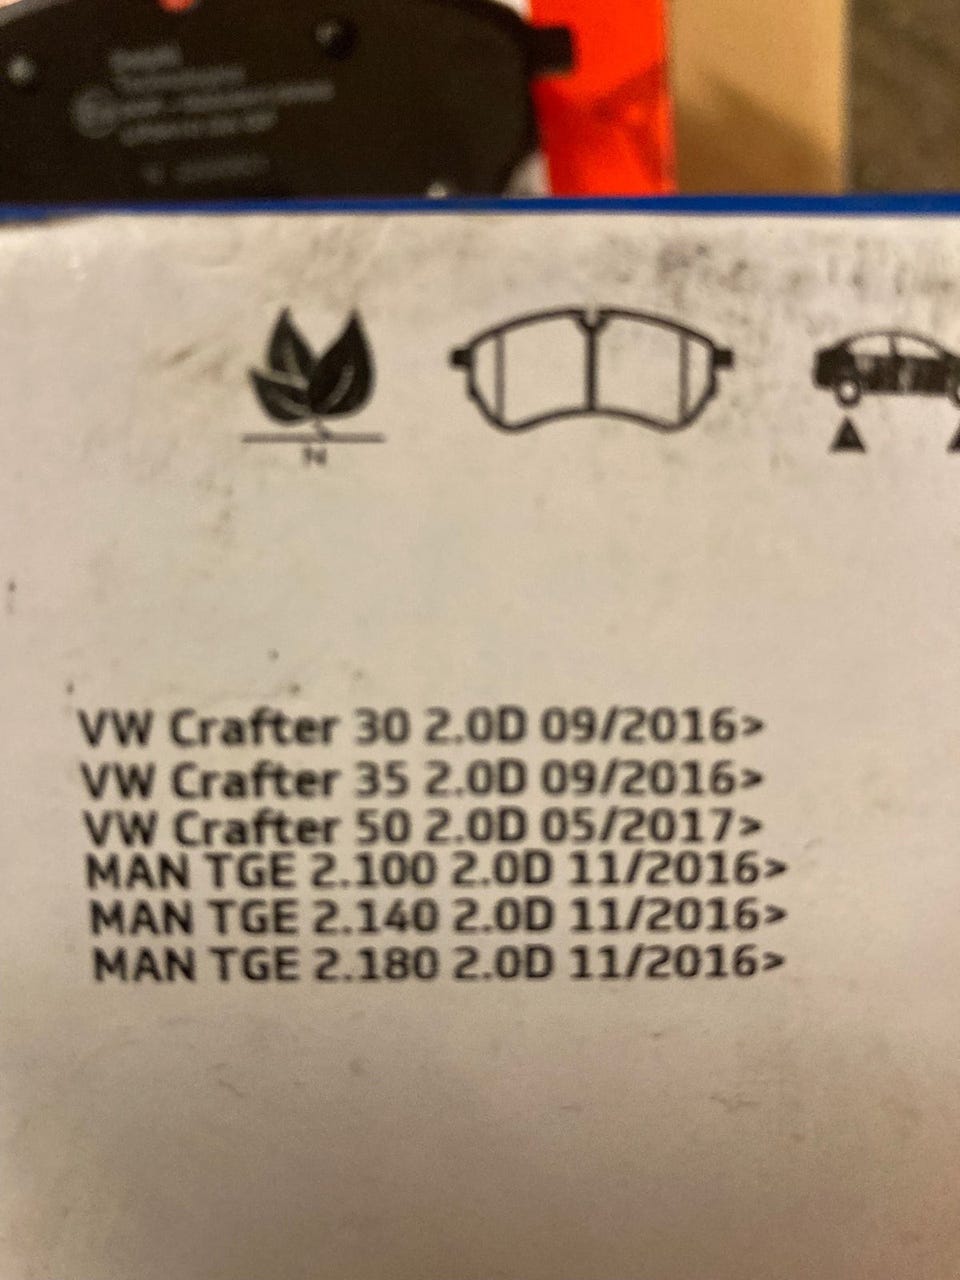 N
VW Crafter 30 2.0D 09/2016>
VW Crafter 35 2.0D 09/2016>
VW Crafter 50 2.0D 05/2017>
MAN TGE 2.100 2.0D 11/2016>
MAN TGE 2.140 2.0D 11/2016>
MAN TGE 2.180 2.0D 11/2016>